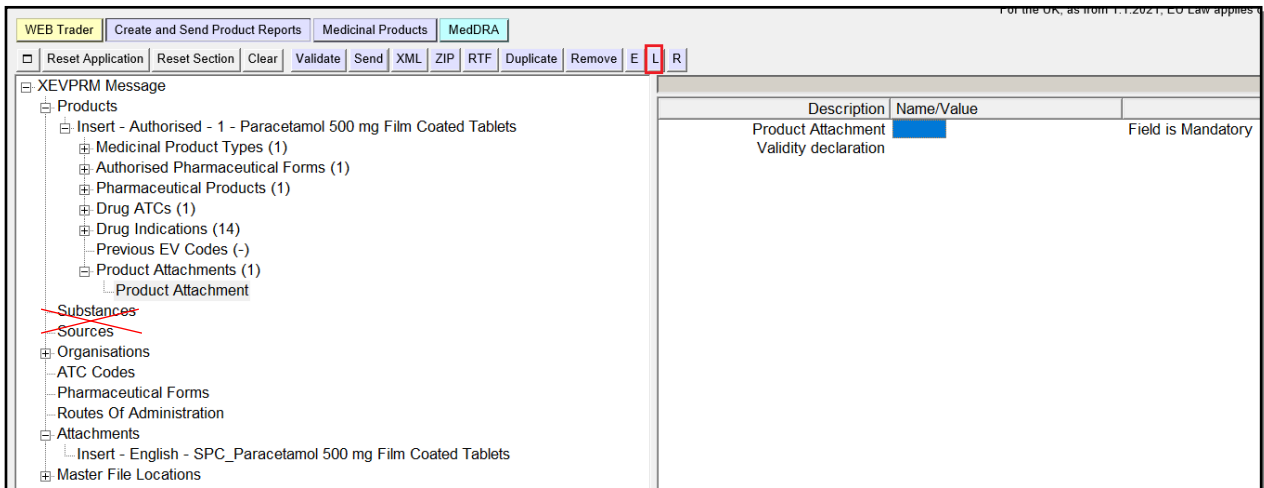 For the UK, as from 1.1.2021, EU Law applies
WEB Trader Create and Send Product Reports Medicinal Products MedDRA
Reset Application Reset Section Clear Validate Send XML ZIP RTF Duplicate Remove E L R
XEVPRM Message
Products
Insert - Authorised - 1 - Paracetamol 500 mg Film Coated Tablets
Medicinal Product Types (1)
Authorised Pharmaceutical Forms (1)
Pharmaceutical Products (1)
Drug ATCs (1)
Drug Indications (14)
Previous EV Codes (-)
Product Attachments (1)
Product Attachment
Substances
Sources
Organisations
ATC Codes
Pharmaceutical Forms
Routes Of Administration
Attachments
Insert - English - SPC_Paracetamol 500 mg Film Coated Tablets
Master File Locations
Description Name/Value
Product Attachment Field is Mandatory
Validity declaration